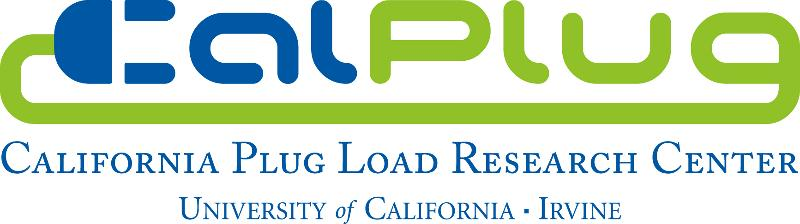 CalPlug
California Plug Load Research Center
University of California ▪ Irvine